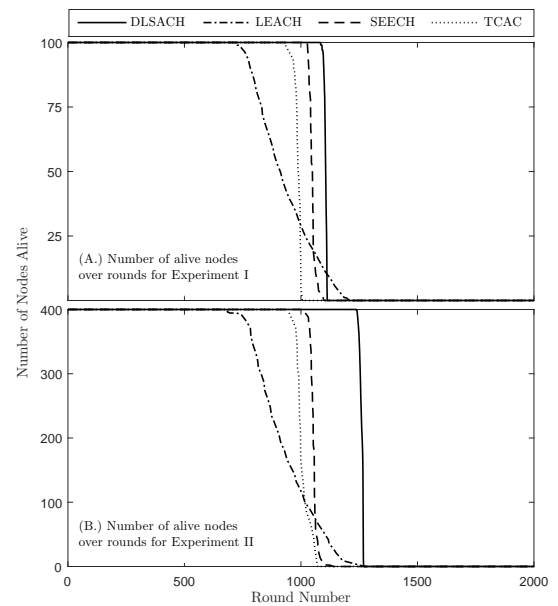 DLSACH LEACH SEECH TCAC
100
75
50
25
(A.) Number of alive nodes
over rounds for Experiment I
Number of Nodes Alive
400
300
200
100
0
(B.) Number of alive nodes
over rounds for Experiment II
0 500 1000 1500 2000
Round Number